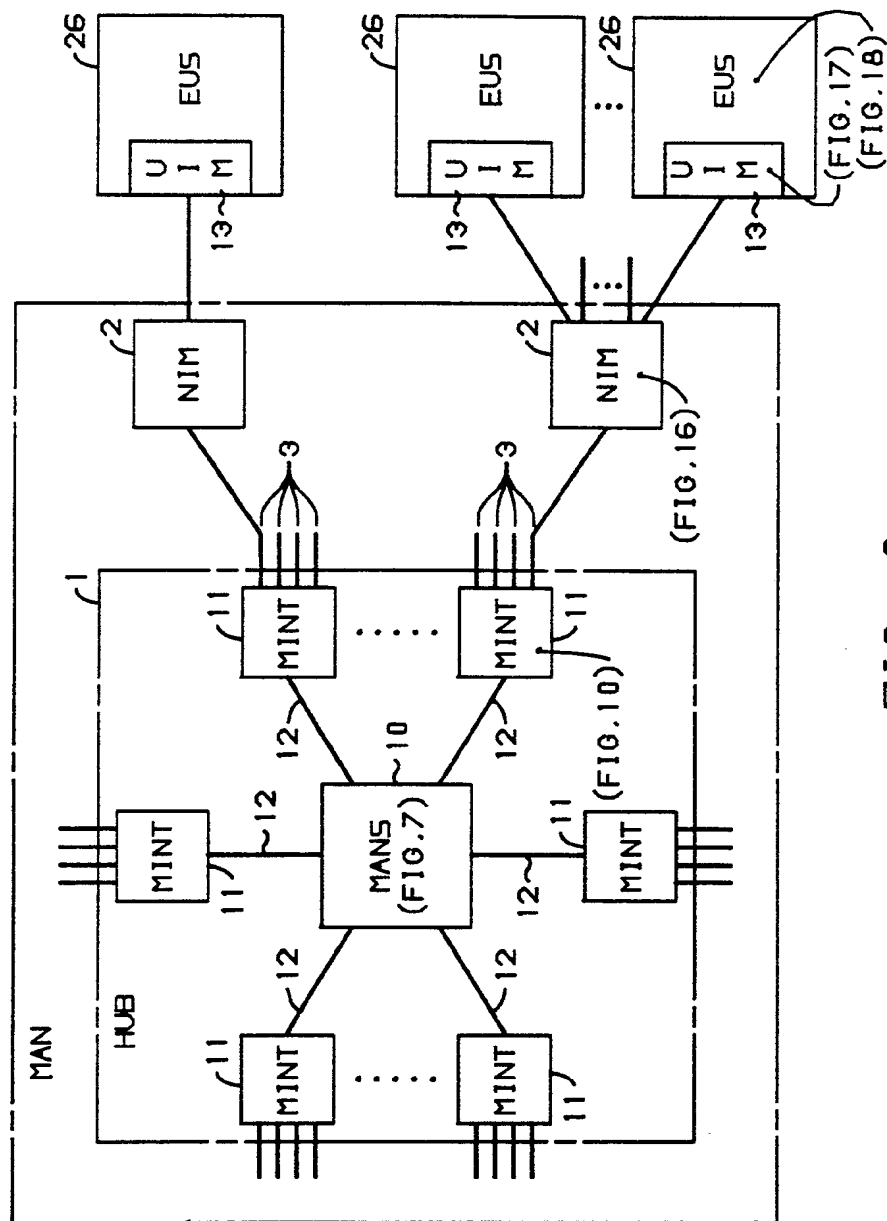 MAN
HUB
1
2
26
MINT
11
12
NIM
EUS
U
I
M
13
11
MINT
12
11
MINT
3
MANS
(FIG.7)
10
12
12
26
EUS
U
I
M
13
MINT
11
12
12
MINT
11
3
2
NIM
11
MINT
(FIG.10)
(FIG.16)
26
EUS
U
I
M
13
(FIG.17)
(FIG.18)